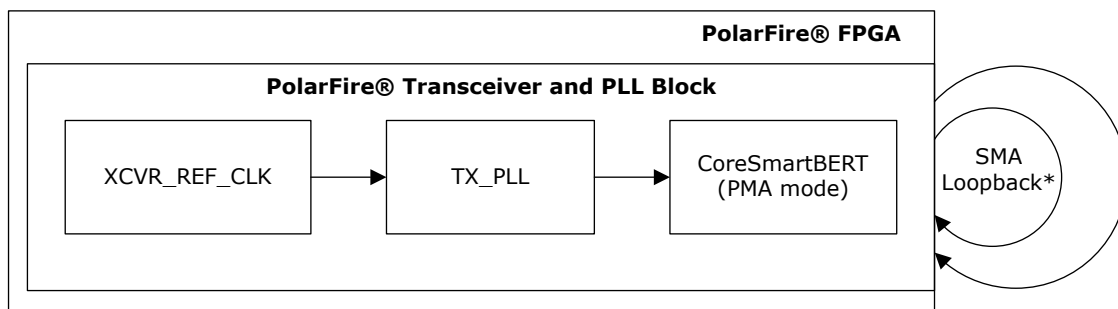 PolarFire® FPGA
PolarFire® Transceiver and PLL Block
XCVR_REF_CLK
TX_PLL
CoreSmartBERT
(PMA mode)
SMA
Loopback*